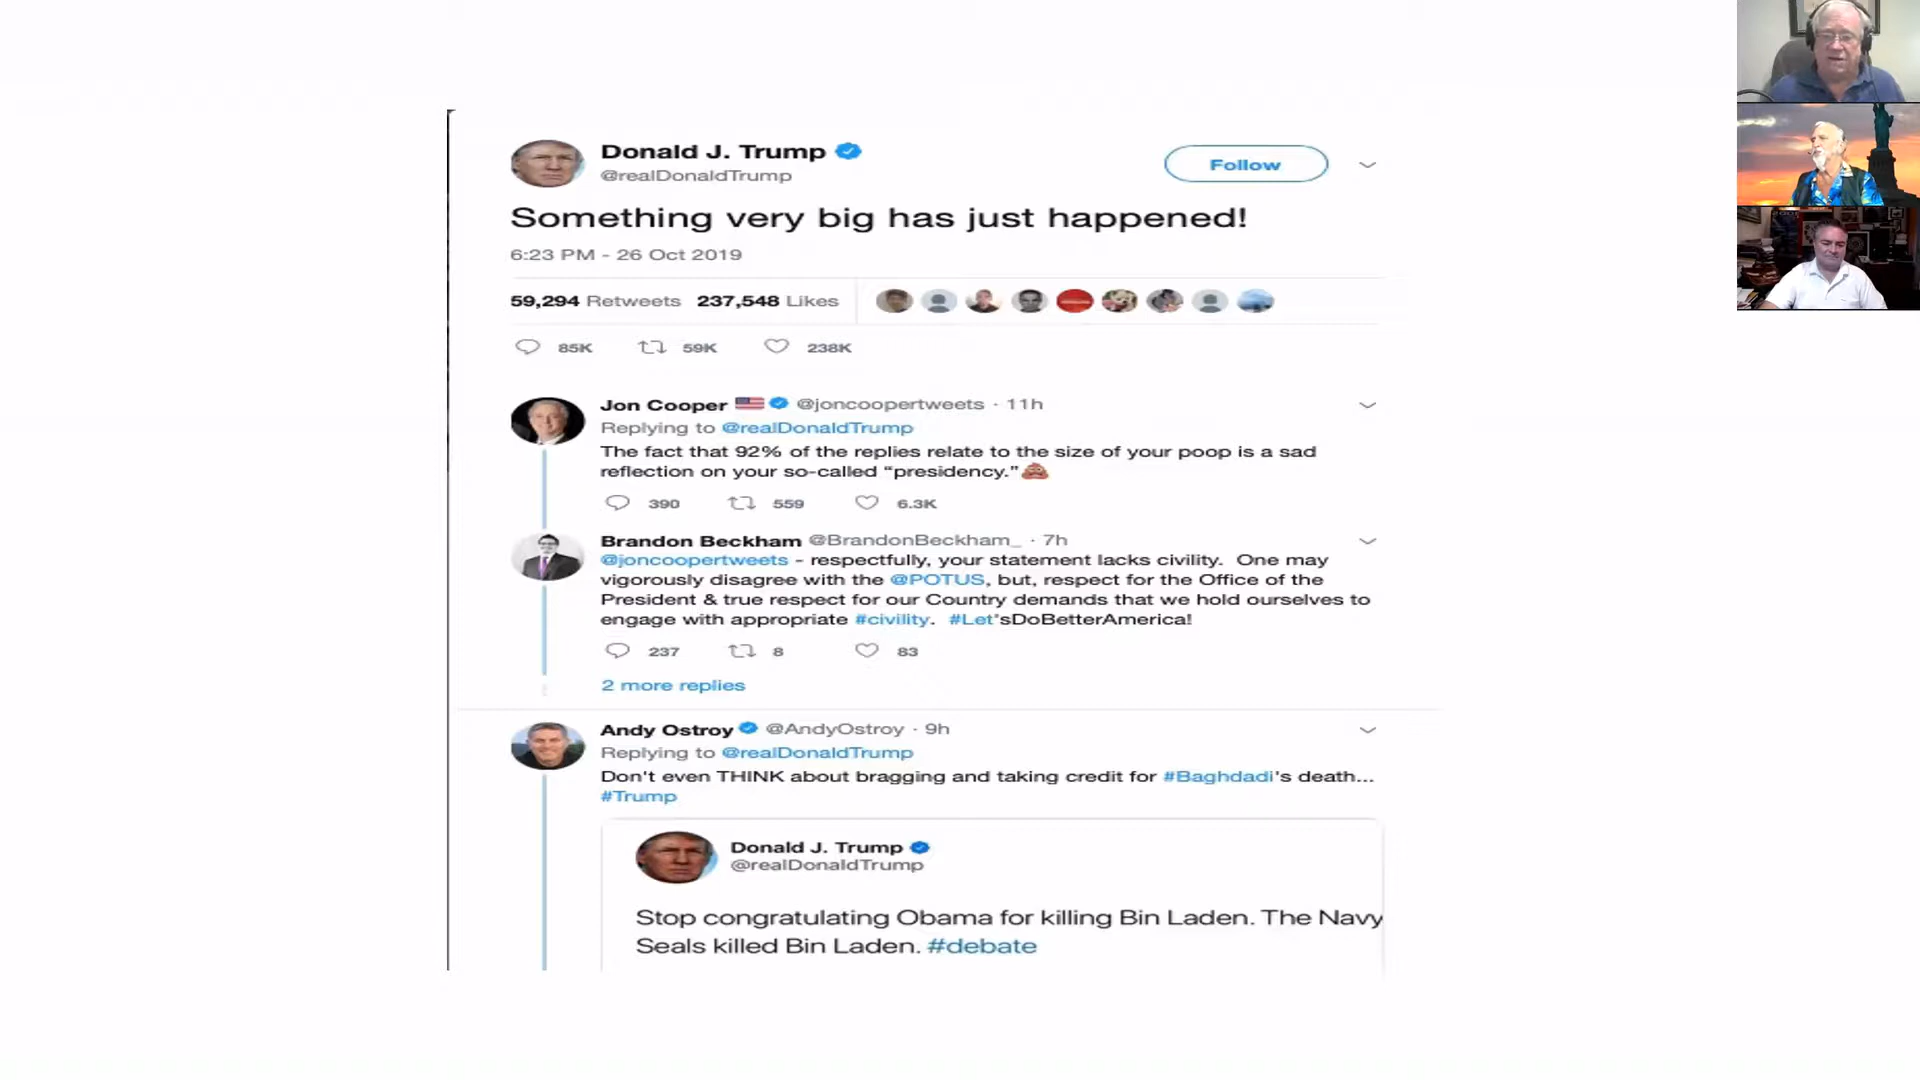 Donald J. Trump
@realDonaldTrump
Follow
Something very big has just happened!
6:23 PM - 26 Oct 2019
59,294 Retweets 237,548 Likes
85K 59K 238K
Jon Cooper @joncoopertweets · 11h
Replying to @realDonaldTrump
The fact that 92% of the replies relate to the size of your poop is a sad
reflection on your so-called “presidency.”💩
390 559 6.3K
Brandon Beckham @BrandonBeckham_ · 7h
@joncoopertweets - respectfully, your statement lacks civility. One may
vigorously disagree with the @POTUS, but, respect for the Office of the
President & true respect for our Country demands that we hold ourselves to
engage with appropriate #civility. #Let'sDoBetterAmerica!
237 8 83
2 more replies
Andy Ostroy @AndyOstroy · 9h
Replying to @realDonaldTrump
Don't even THINK about bragging and taking credit for #Baghdadi's death...
#Trump
Donald J. Trump
@realDonaldTrump
Stop congratulating Obama for killing Bin Laden. The Navy
Seals killed Bin Laden. #debate